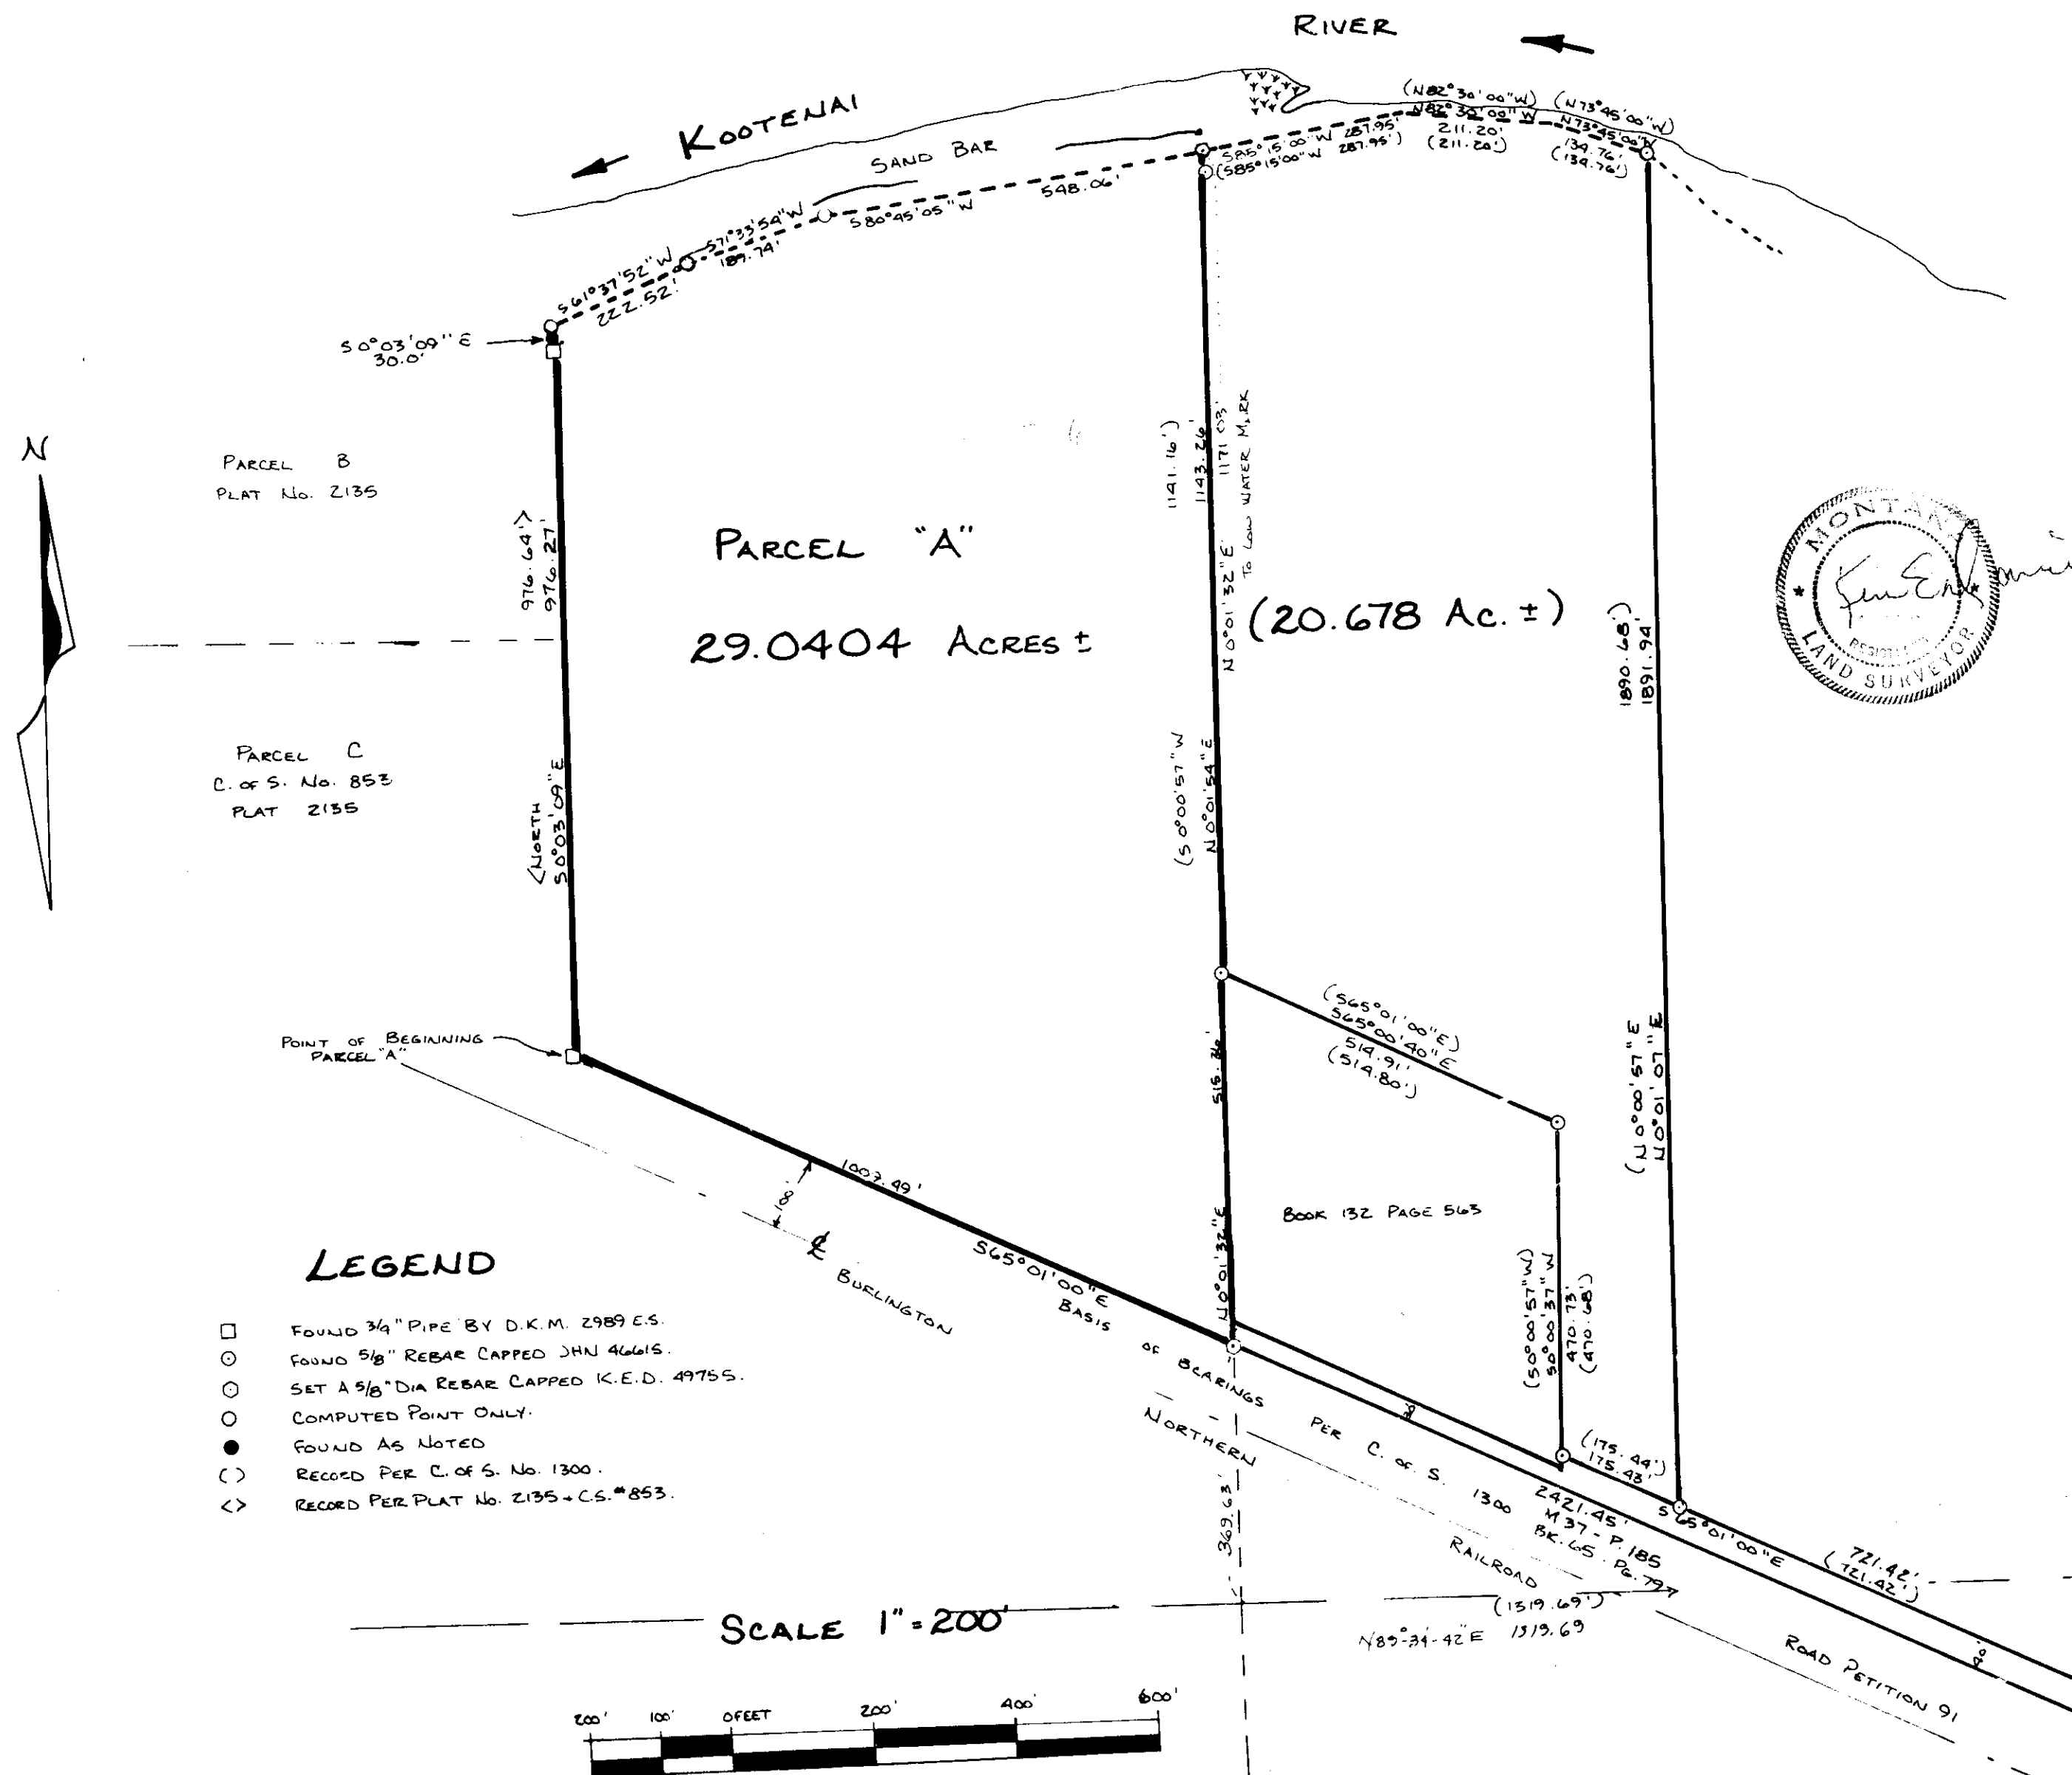 RIVER
KOOTENAI
SAND BAR
(N82°30'00"W)
N82°30'00"W
211.20'
(211.20')
(N73°45'00"W)
N73°45'00"W
134.76'
(134.76')
S85°15'00"W 287.95'
(S85°15'00"W 287.95')
548.06'
S80°45'05"W
S71°33'54"W
189.74'
S61°37'52"W
222.52'
S0°03'09"E
30.0'
N
PARCEL B
PLAT No. 2135
976.64'>
976.27'
<NORTH
S0°03'09"E
PARCEL "A"
29.0404 ACRES ±
1141.16')
1143.26'
1171.03'
TO LOW WATER MARK
N0°01'32"E
(S0°00'57"W
N0°01'54"E
(20.678 Ac. ±)
1890.68')
1891.94'
(N0°00'57"E
N0°01'07"E
MONTANA
LAND SURVEYOR
PARCEL C
C. OF S. No. 853
PLAT 2135
POINT OF BEGINNING
PARCEL "A"
(S65°01'00"E)
S65°00'40"E
514.91'
(514.80')
N0°01'32"E
BOOK 132 PAGE 563
(S0°00'57"W)
S0°00'37"W
470.73'
(470.68')
(175.44')
175.43'
1007.49'
100'
S65°01'00"E
BASIS OF BEARINGS PER C. OF S. 1300
℄ BURLINGTON
NORTHERN
RAILROAD
2421.45'
M37-P.185
BK. 65. PG. 797
S65°01'00"E
721.42'
(721.42')
369.63'
(1319.69')
N89°-34'-42"E 1319.69
ROAD PETITION 91
LEGEND
FOUND 3/4" PIPE BY D.K.M. 2989 E.S.
FOUND 5/8" REBAR CAPPED JHN 4661S.
SET A 5/8" DIA REBAR CAPPED K.E.D. 4975S.
COMPUTED POINT ONLY.
FOUND AS NOTED
( ) RECORD PER C. OF S. No. 1300.
<> RECORD PER PLAT No. 2135 + C.S. #853.
SCALE 1"=200'
200' 100' 0FEET 200' 400' 600'